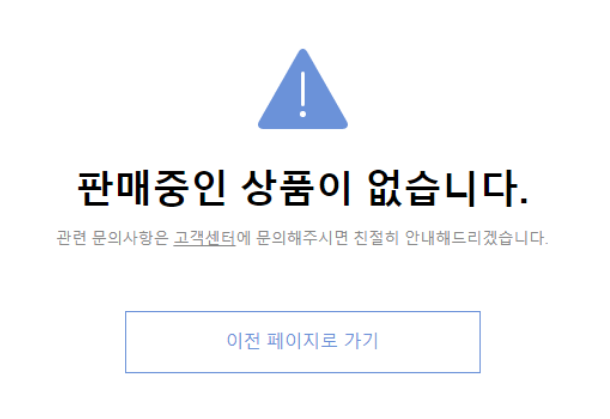 판매중인 상품이 없습니다.
관련 문의사항은 고객센터에 문의해주시면 친절히 안내해드리겠습니다.
이전 페이지로 가기